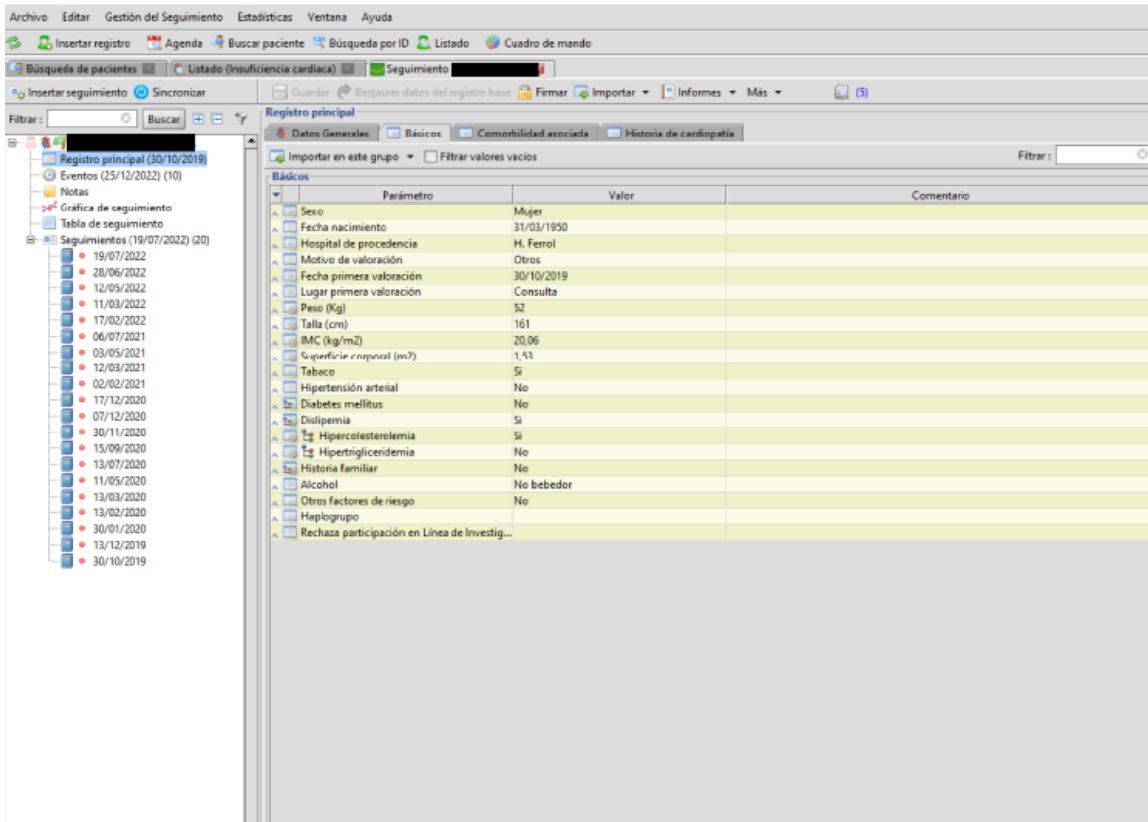 Archivo Editar Gestión del Seguimiento Estadísticas Ventana Ayuda
Insertar registro Agenda Buscar paciente Búsqueda por ID Listado Cuadro de mando
Búsqueda de pacientes Listado (Insuficiencia cardiaca) Seguimiento
Insertar seguimiento Sincronizar Guardar Restaurar datos del registro base Firmar Importar Informes Más (5)
Filtrar: Buscar
Registro principal
Datos Generales Básicos Comorbilidad asociada Historia de cardiopatía
Importar en este grupo Filtrar valores vacíos Filtrar:
Básicos
Parámetro Valor Comentario
Sexo Mujer
Fecha nacimiento 31/03/1950
Hospital de procedencia H. Ferrol
Motivo de valoración Otros
Fecha primera valoración 30/10/2019
Lugar primera valoración Consulta
Peso (Kg) 52
Talla (cm) 161
IMC (kg/m2) 20,06
Superficie corporal (m2) 1,53
Tabaco Si
Hipertensión arterial No
Diabetes mellitus No
Dislipemia Si
Hipercolesterolemia Si
Hipertrigliceridemia No
Historia familiar No
Alcohol No bebedor
Otros factores de riesgo No
Haplogrupo
Rechaza participación en Línea de Investig...
Registro principal (30/10/2019)
Eventos (25/12/2022) (10)
Notas
Gráfica de seguimiento
Tabla de seguimiento
Seguimientos (19/07/2022) (20)
19/07/2022
28/06/2022
12/05/2022
11/03/2022
17/02/2022
06/07/2021
03/05/2021
12/03/2021
02/02/2021
17/12/2020
07/12/2020
30/11/2020
15/09/2020
13/07/2020
11/05/2020
13/03/2020
13/02/2020
30/01/2020
13/12/2019
30/10/2019